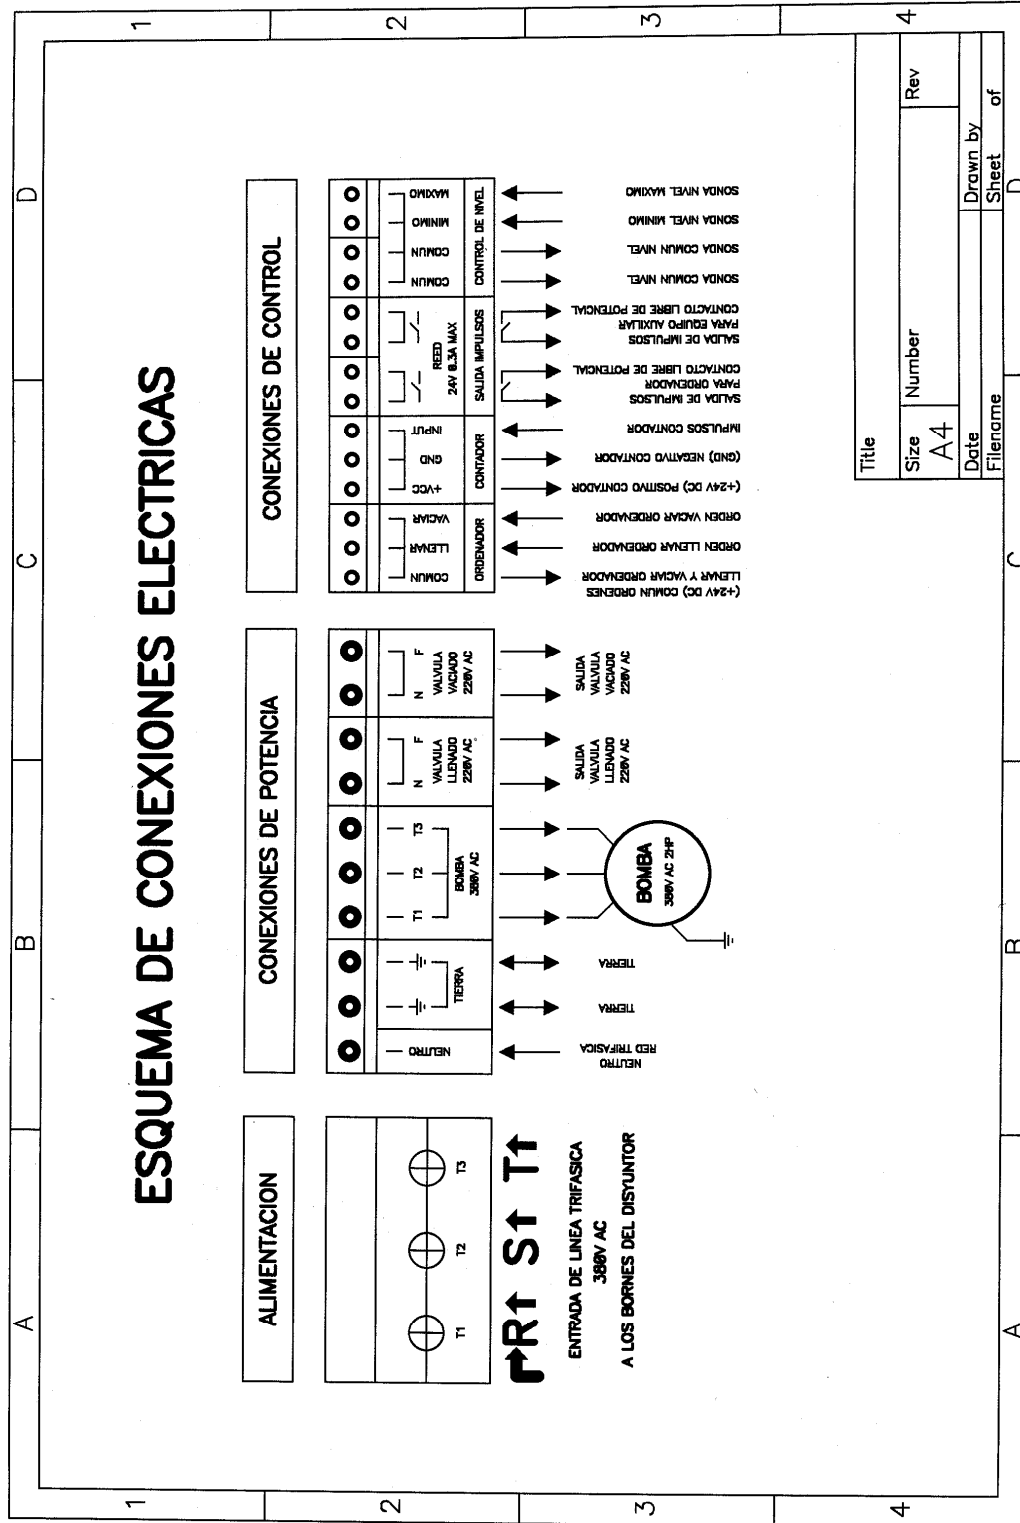 A
B
C
D
1
2
3
4
ESQUEMA DE CONEXIONES ELECTRICAS
ALIMENTACION
T1
T2
T3
R
S
T
ENTRADA DE LINEA TRIFASICA
380V AC
A LOS BORNES DEL DISYUNTOR
CONEXIONES DE POTENCIA
NEUTRO
TIERRA
T1
T2
T3
BOMBA
380V AC
N
F
VALVULA
LLENADO
220V AC
N
F
VALVULA
VACIADO
220V AC
NEUTRO
RED TRIFASICA
TIERRA
TIERRA
BOMBA
380V AC 2HP
SALIDA
VALVULA
LLENADO
220V AC
SALIDA
VALVULA
VACIADO
220V AC
CONEXIONES DE CONTROL
COMUN
LLENAR
VACIAR
ORDENADOR
+VCC
GND
INPUT
CONTADOR
REED
24V 0.3A MAX
SALIDA IMPULSOS
COMUN
COMUN
MINIMO
MAXIMO
CONTROL DE NIVEL
(+24V DC) COMUN ORDENES
LLENAR Y VACIAR ORDENADOR
ORDEN LLENAR ORDENADOR
ORDEN VACIAR ORDENADOR
(+24V DC) POSITIVO CONTADOR
(GND) NEGATIVO CONTADOR
IMPULSOS CONTADOR
SALIDA DE IMPULSOS
PARA ORDENADOR
CONTACTO LIBRE DE POTENCIAL
SALIDA DE IMPULSOS
PARA EQUIPO AUXILIAR
CONTACTO LIBRE DE POTENCIAL
SONDA COMUN NIVEL
SONDA COMUN NIVEL
SONDA NIVEL MINIMO
SONDA NIVEL MAXIMO
Title
Size
A4
Number
Rev
Date
Drawn by
Filename
Sheet of
A
B
C
D
1
2
3
4